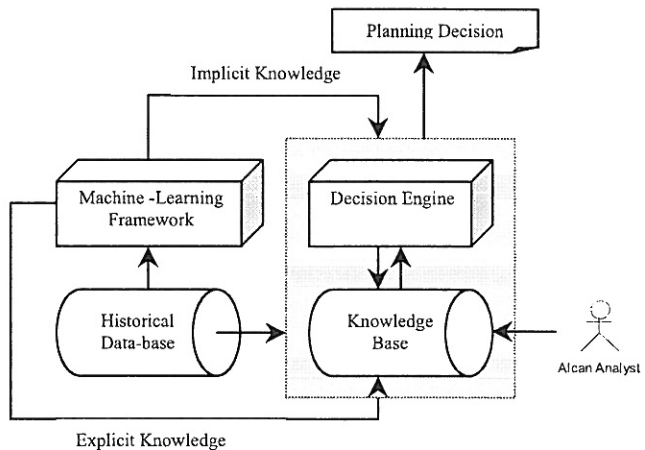 Planning Decision
Implicit Knowledge
Machine -Learning
Framework
Decision Engine
Historical
Data-base
Knowledge
Base
Alcan Analyst
Explicit Knowledge